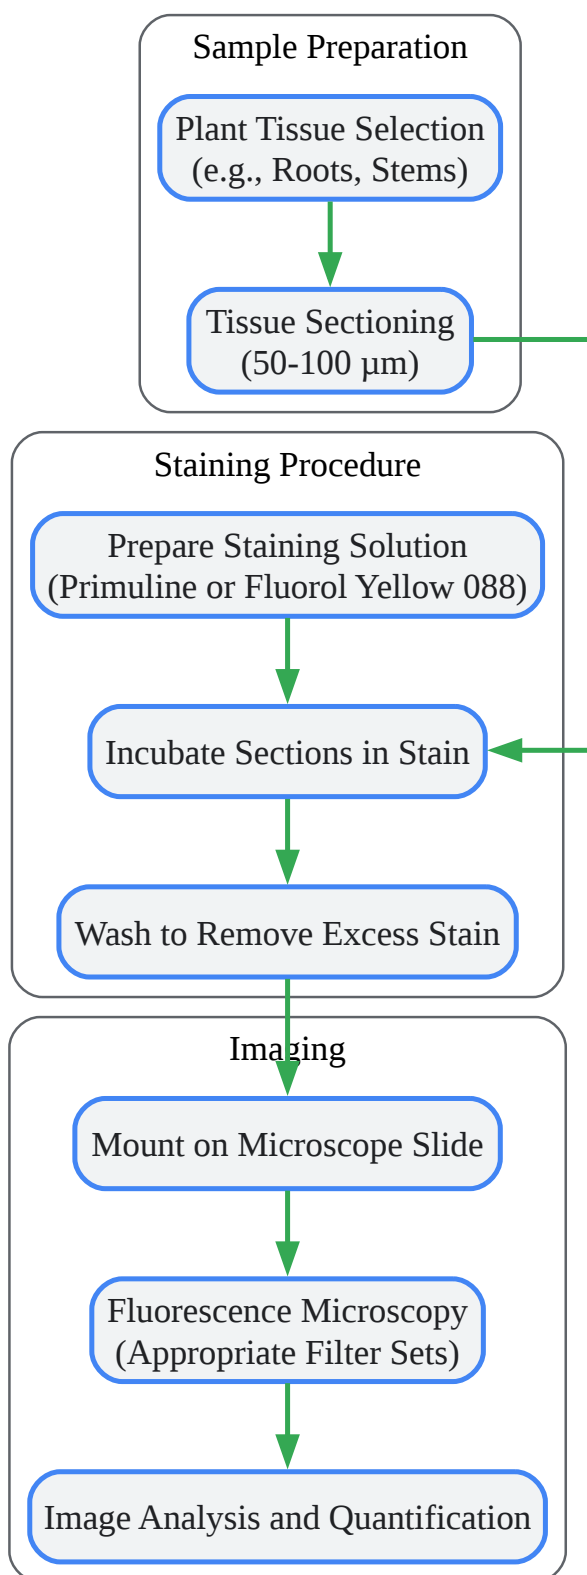 Sample Preparation
Plant Tissue Selection
(e.g., Roots, Stems)
Tissue Sectioning
(50-100 µm)
Staining Procedure
Prepare Staining Solution
(Primuline or Fluorol Yellow 088)
Incubate Sections in Stain
Wash to Remove Excess Stain
Imaging
Mount on Microscope Slide
Fluorescence Microscopy
(Appropriate Filter Sets)
Image Analysis and Quantification